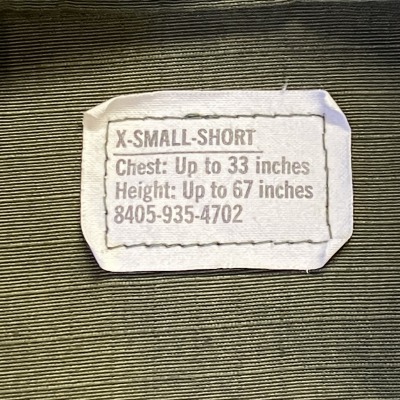 X-SMALL-SHORT
Chest: Up to 33 inches
Height: Up to 67 inches
8405-935-4702